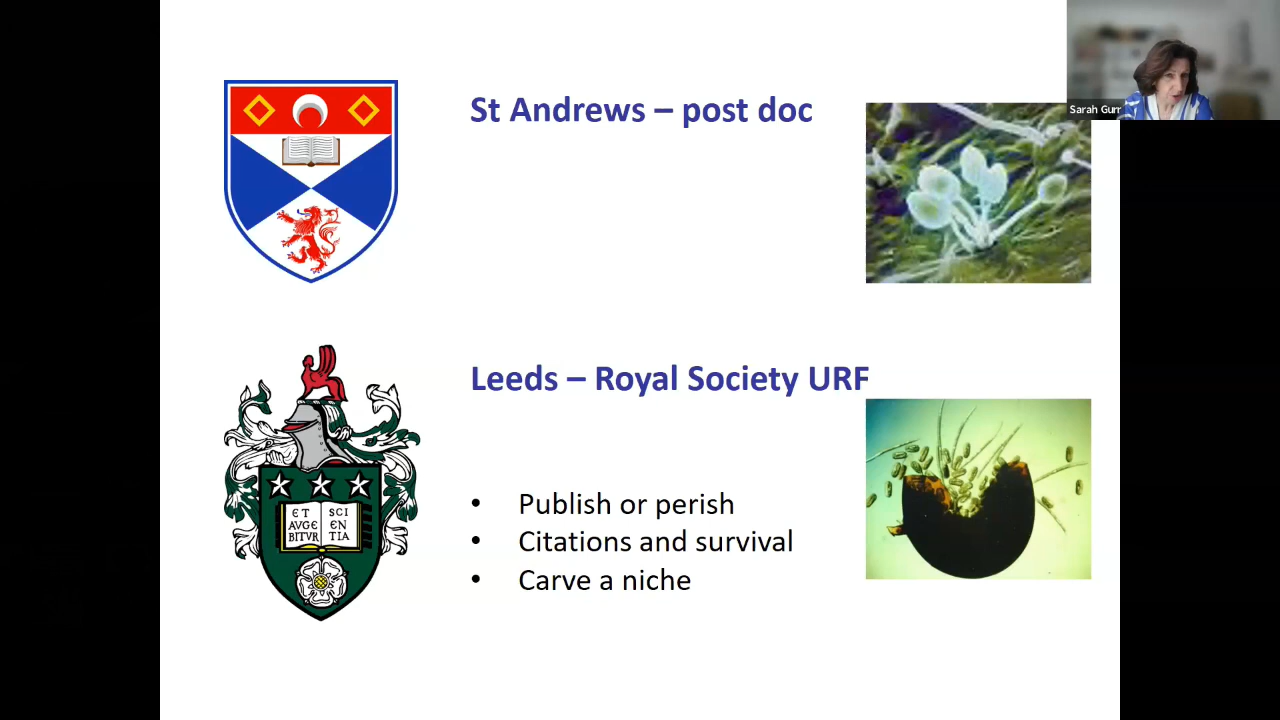 St Andrews – post doc
Sarah Gurr
Leeds – Royal Society URF
ET
AVGE
BITVR
SCI
EN
TIA
• Publish or perish
• Citations and survival
• Carve a niche